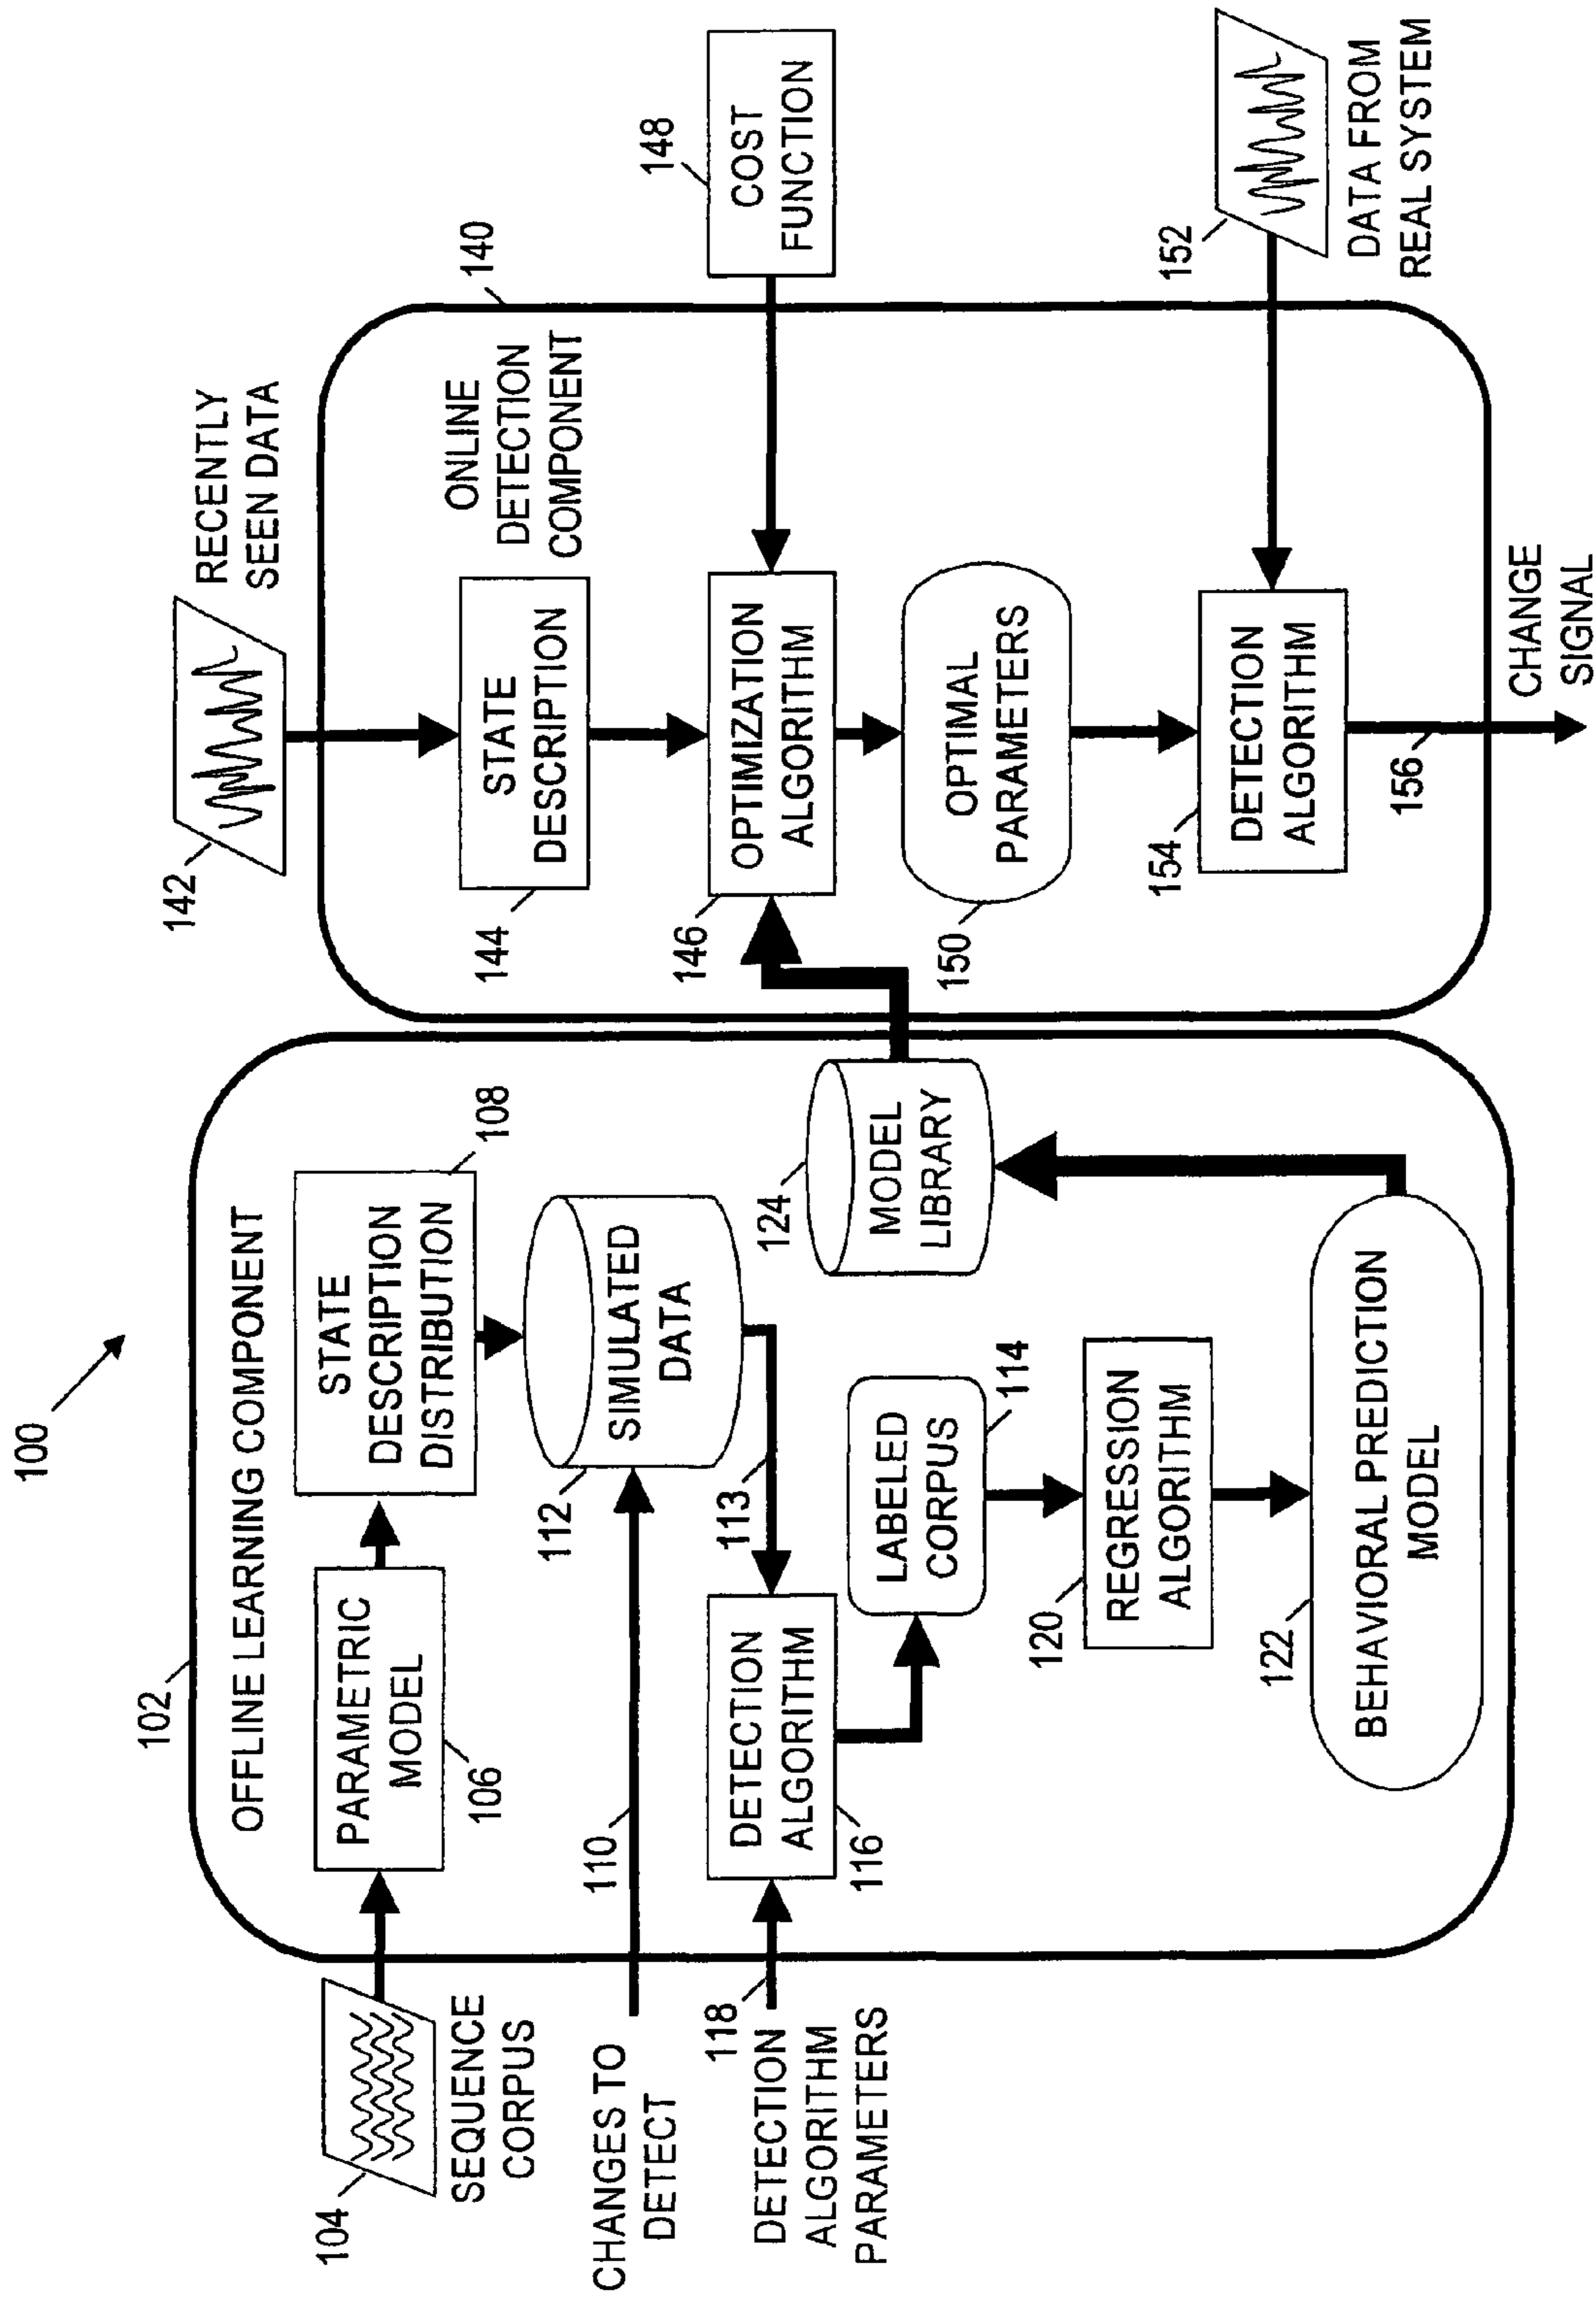 100
102
OFFLINE LEARNING COMPONENT
104
SEQUENCE
CORPUS
PARAMETRIC
MODEL
106
STATE
DESCRIPTION
DISTRIBUTION
108
CHANGES TO
DETECT
110
112
SIMULATED
DATA
113
118
DETECTION
ALGORITHM
PARAMETERS
DETECTION
ALGORITHM
116
LABELED
CORPUS
114
120
REGRESSION
ALGORITHM
122
BEHAVIORAL PREDICTION
MODEL
124
MODEL
LIBRARY
142
RECENTLY
SEEN DATA
140
ONLINE
DETECTION
COMPONENT
144
STATE
DESCRIPTION
146
OPTIMIZATION
ALGORITHM
148
COST
FUNCTION
150
OPTIMAL
PARAMETERS
152
DATA FROM
REAL SYSTEM
154
DETECTION
ALGORITHM
156
CHANGE
SIGNAL